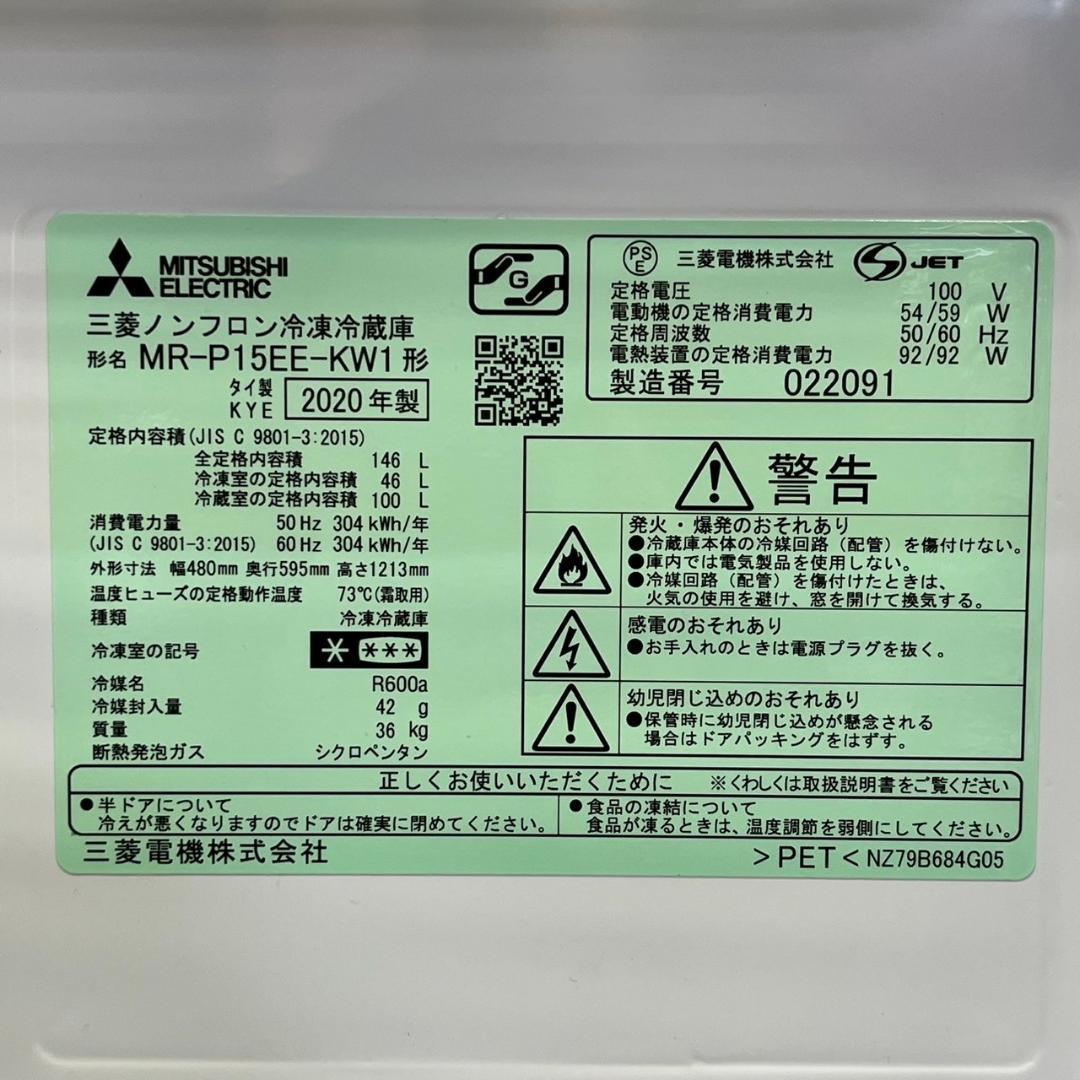 MITSUBISHI
ELECTRIC
三菱ノンフロン冷凍冷蔵庫
形名 MR-P15EE-KW1形
タイ製
KYE 2020年製
定格内容積(JIS C 9801-3:2015)
全定格内容積 146 L
冷凍室の定格内容積 46 L
冷蔵室の定格内容積 100 L
消費電力量 50Hz 304kWh/年
(JIS C 9801-3:2015) 60Hz 304kWh/年
外形寸法 幅480mm 奥行595mm 高さ1213mm
温度ヒューズの定格動作温度 73℃(霜取用)
種類 冷凍冷蔵庫
冷凍室の記号 * ***
冷媒名 R600a
冷媒封入量 42 g
質量 36 kg
断熱発泡ガス シクロペンタン
G
PS
E 三菱電機株式会社 S JET
定格電圧 100 V
電動機の定格消費電力 54/59 W
定格周波数 50/60 Hz
電熱装置の定格消費電力 92/92 W
製造番号 022091
警告
発火・爆発のおそれあり
●冷蔵庫本体の冷媒回路（配管）を傷付けない。
●庫内では電気製品を使用しない。
●冷媒回路（配管）を傷付けたときは、
火気の使用を避け、窓を開けて換気する。
感電のおそれあり
●お手入れのときは電源プラグを抜く。
幼児閉じ込めのおそれあり
●保管時に幼児閉じ込めが懸念される
場合はドアパッキングをはずす。
正しくお使いいただくために ※くわしくは取扱説明書をご覧ください
●半ドアについて
冷えが悪くなりますのでドアは確実に閉めてください。
●食品の凍結について
食品が凍るときは、温度調節を弱側にしてください。
三菱電機株式会社
>PET< NZ79B684G05